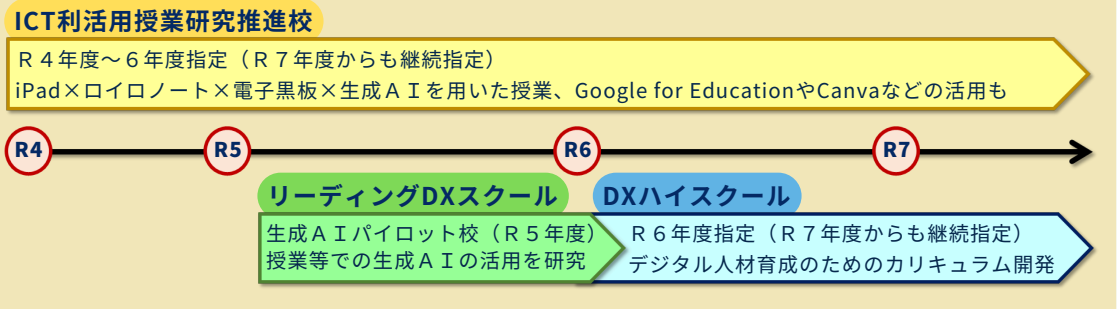 ICT利活用授業研究推進校
Ｒ４年度～６年度指定（Ｒ７年度からも継続指定）
iPad×ロイロノート×電子黒板×生成ＡＩを用いた授業、Google for EducationやCanvaなどの活用も
R4 R5 R6 R7
リーディングDXスクール
生成ＡＩパイロット校（Ｒ５年度）
授業等での生成ＡＩの活用を研究
DXハイスクール
Ｒ６年度指定（Ｒ７年度からも継続指定）
デジタル人材育成のためのカリキュラム開発